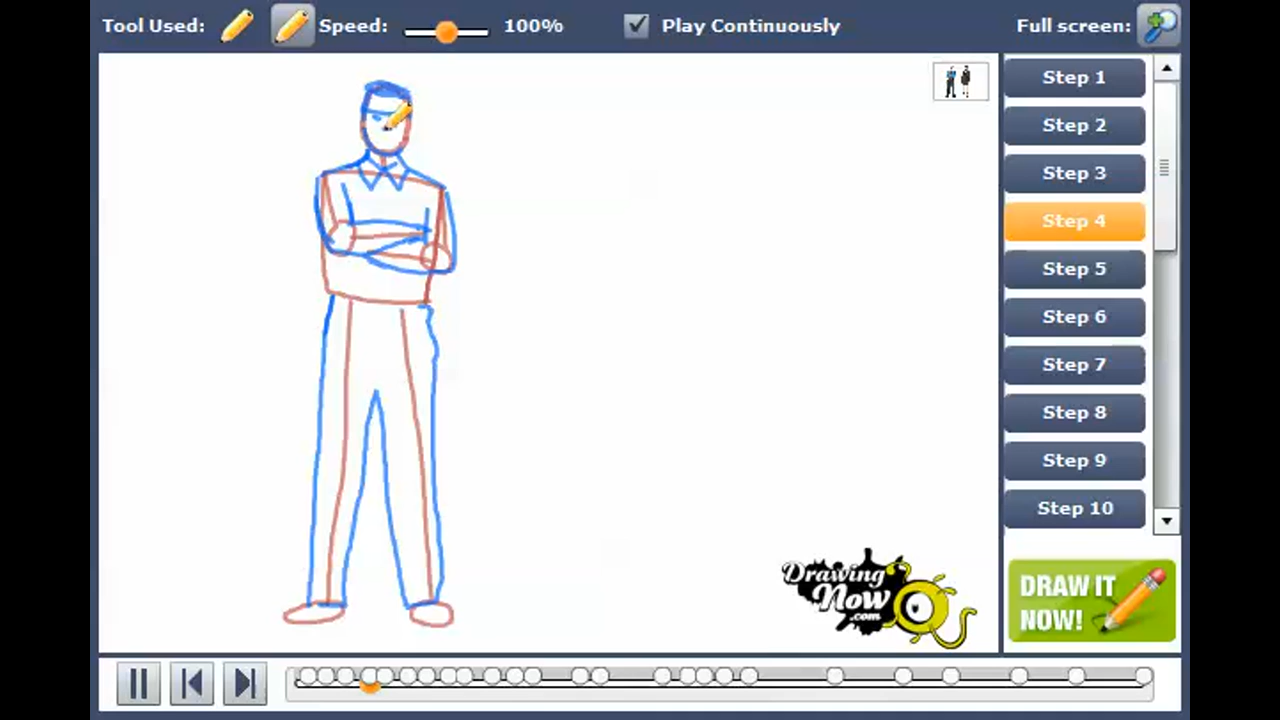 Tool Used:
Speed:
100%
Play Continuously
Full screen:
Step 1
Step 2
Step 3
Step 4
Step 5
Step 6
Step 7
Step 8
Step 9
Step 10
Drawing
Now
.com
DRAW IT
NOW!